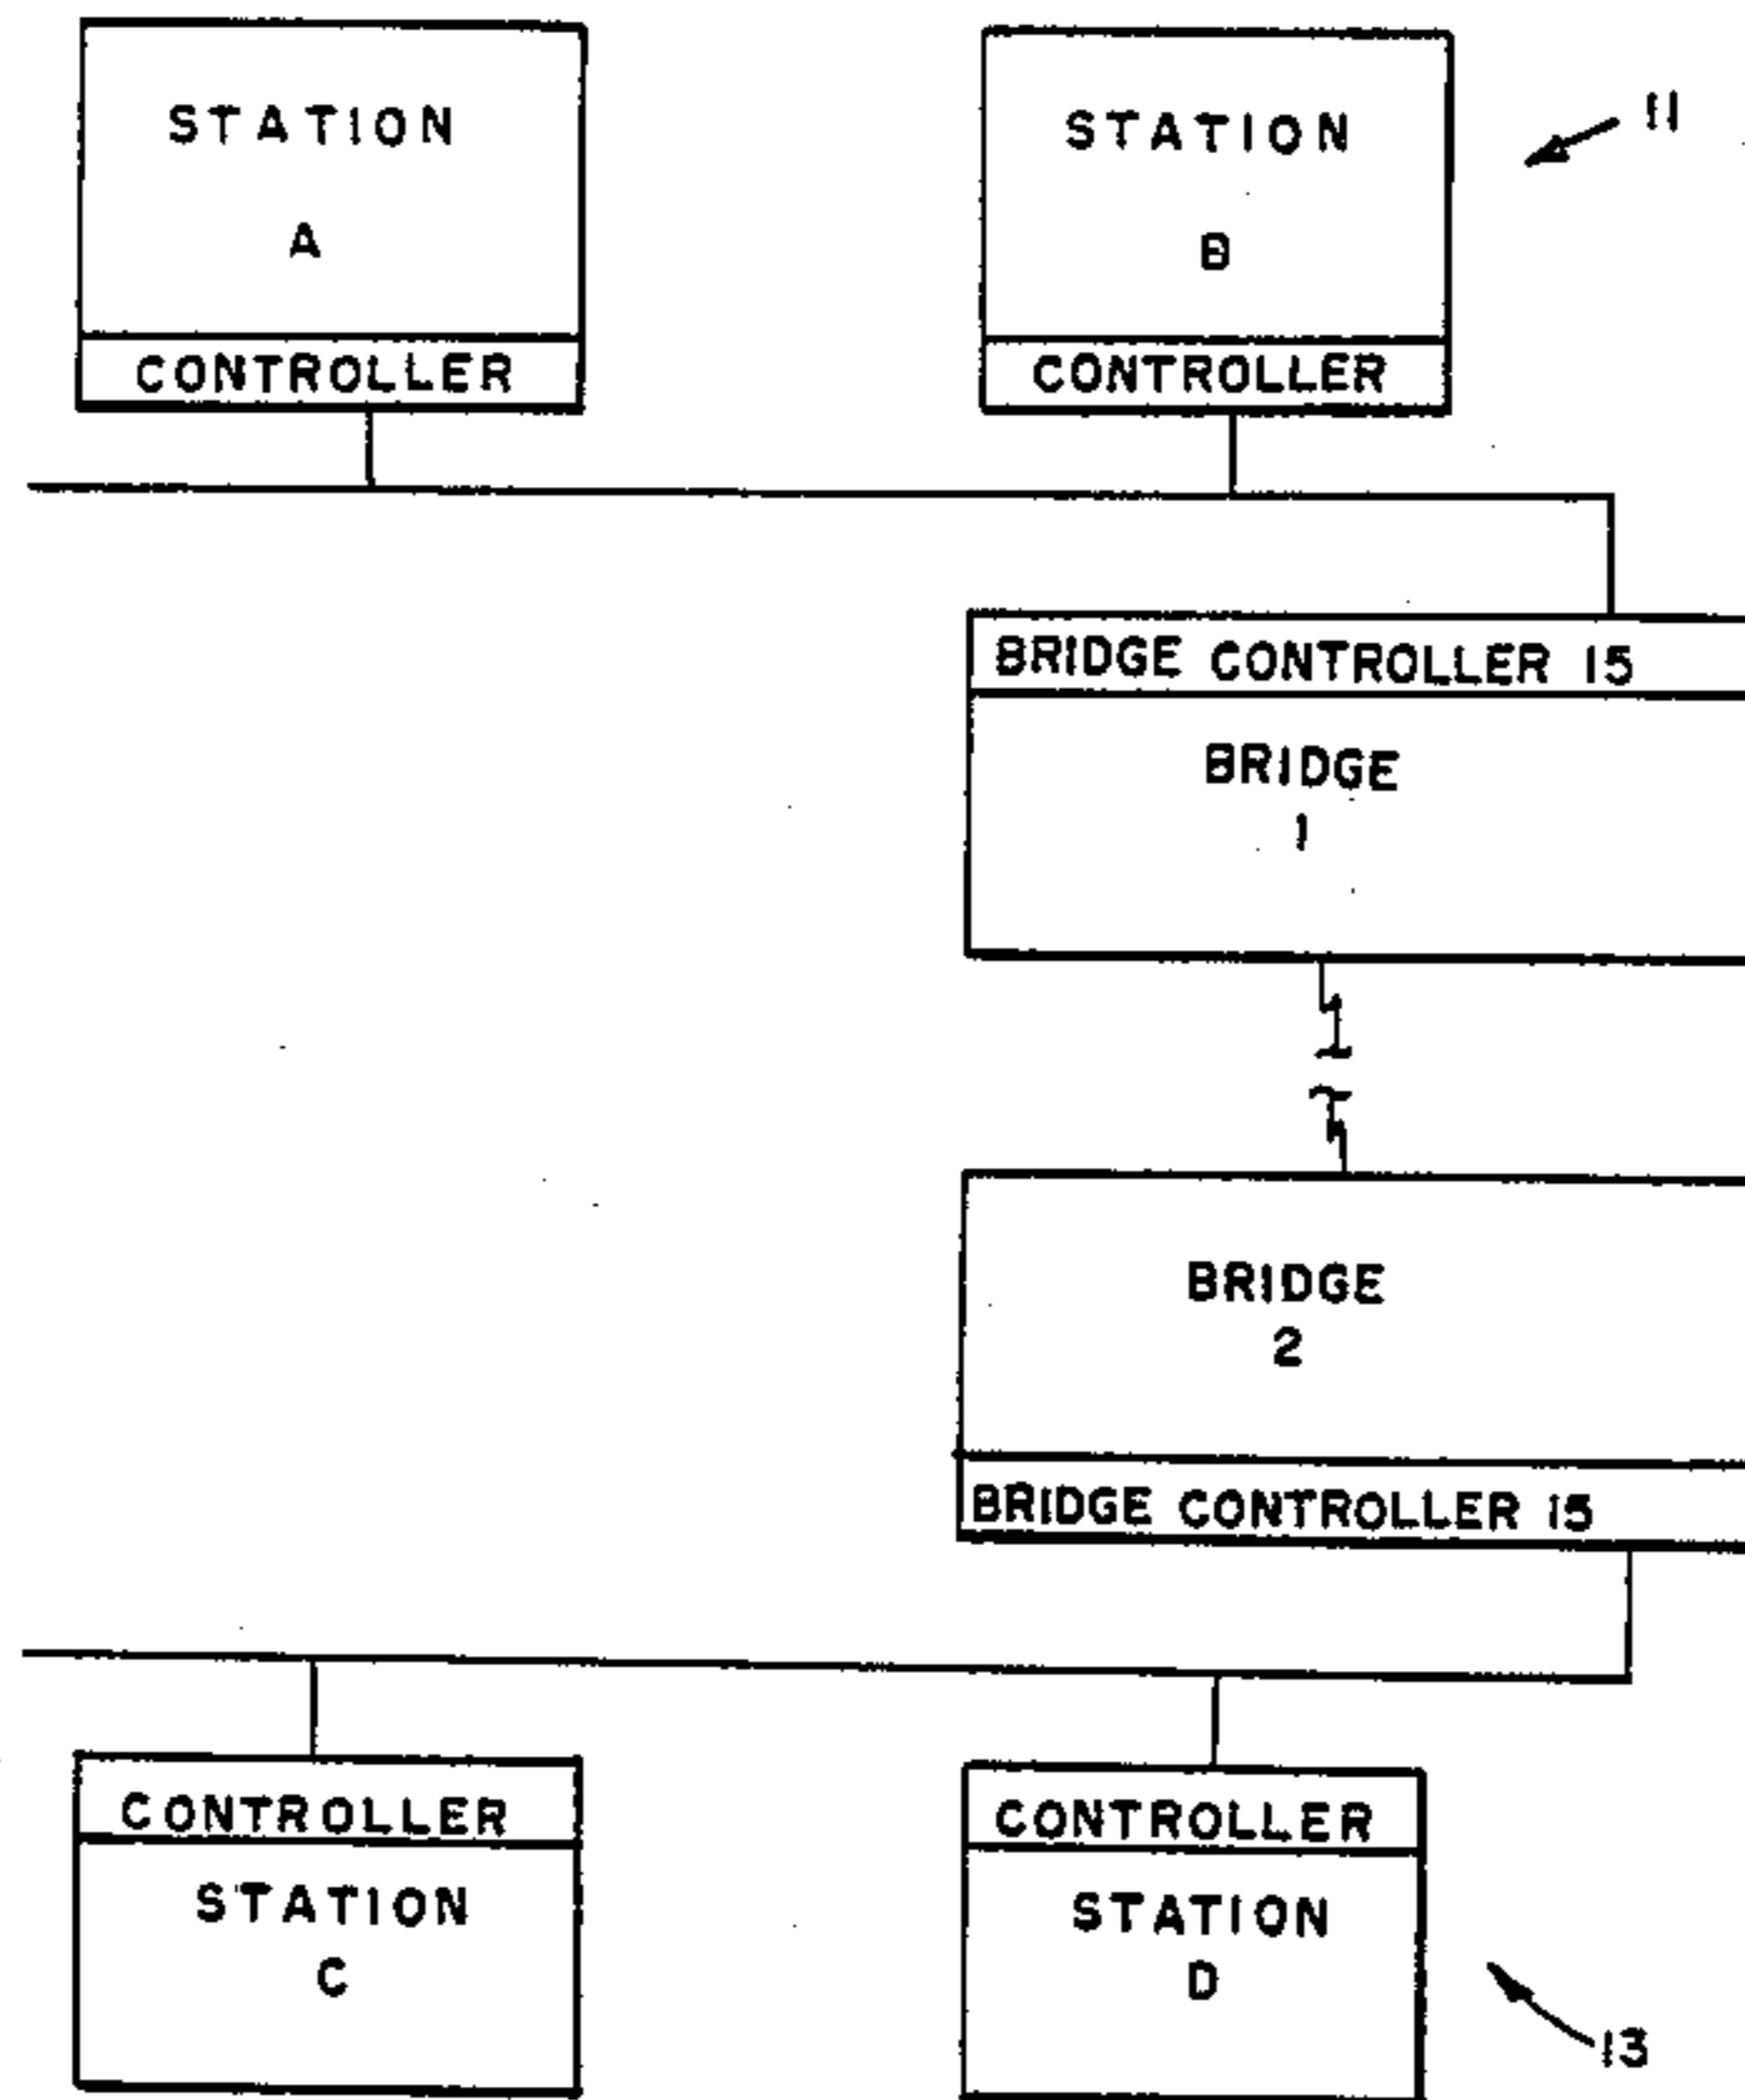 STATION
A
CONTROLLER
STATION
B
CONTROLLER
11
BRIDGE CONTROLLER 15
BRIDGE
1
BRIDGE
2
BRIDGE CONTROLLER 15
CONTROLLER
STATION
C
CONTROLLER
STATION
D
13